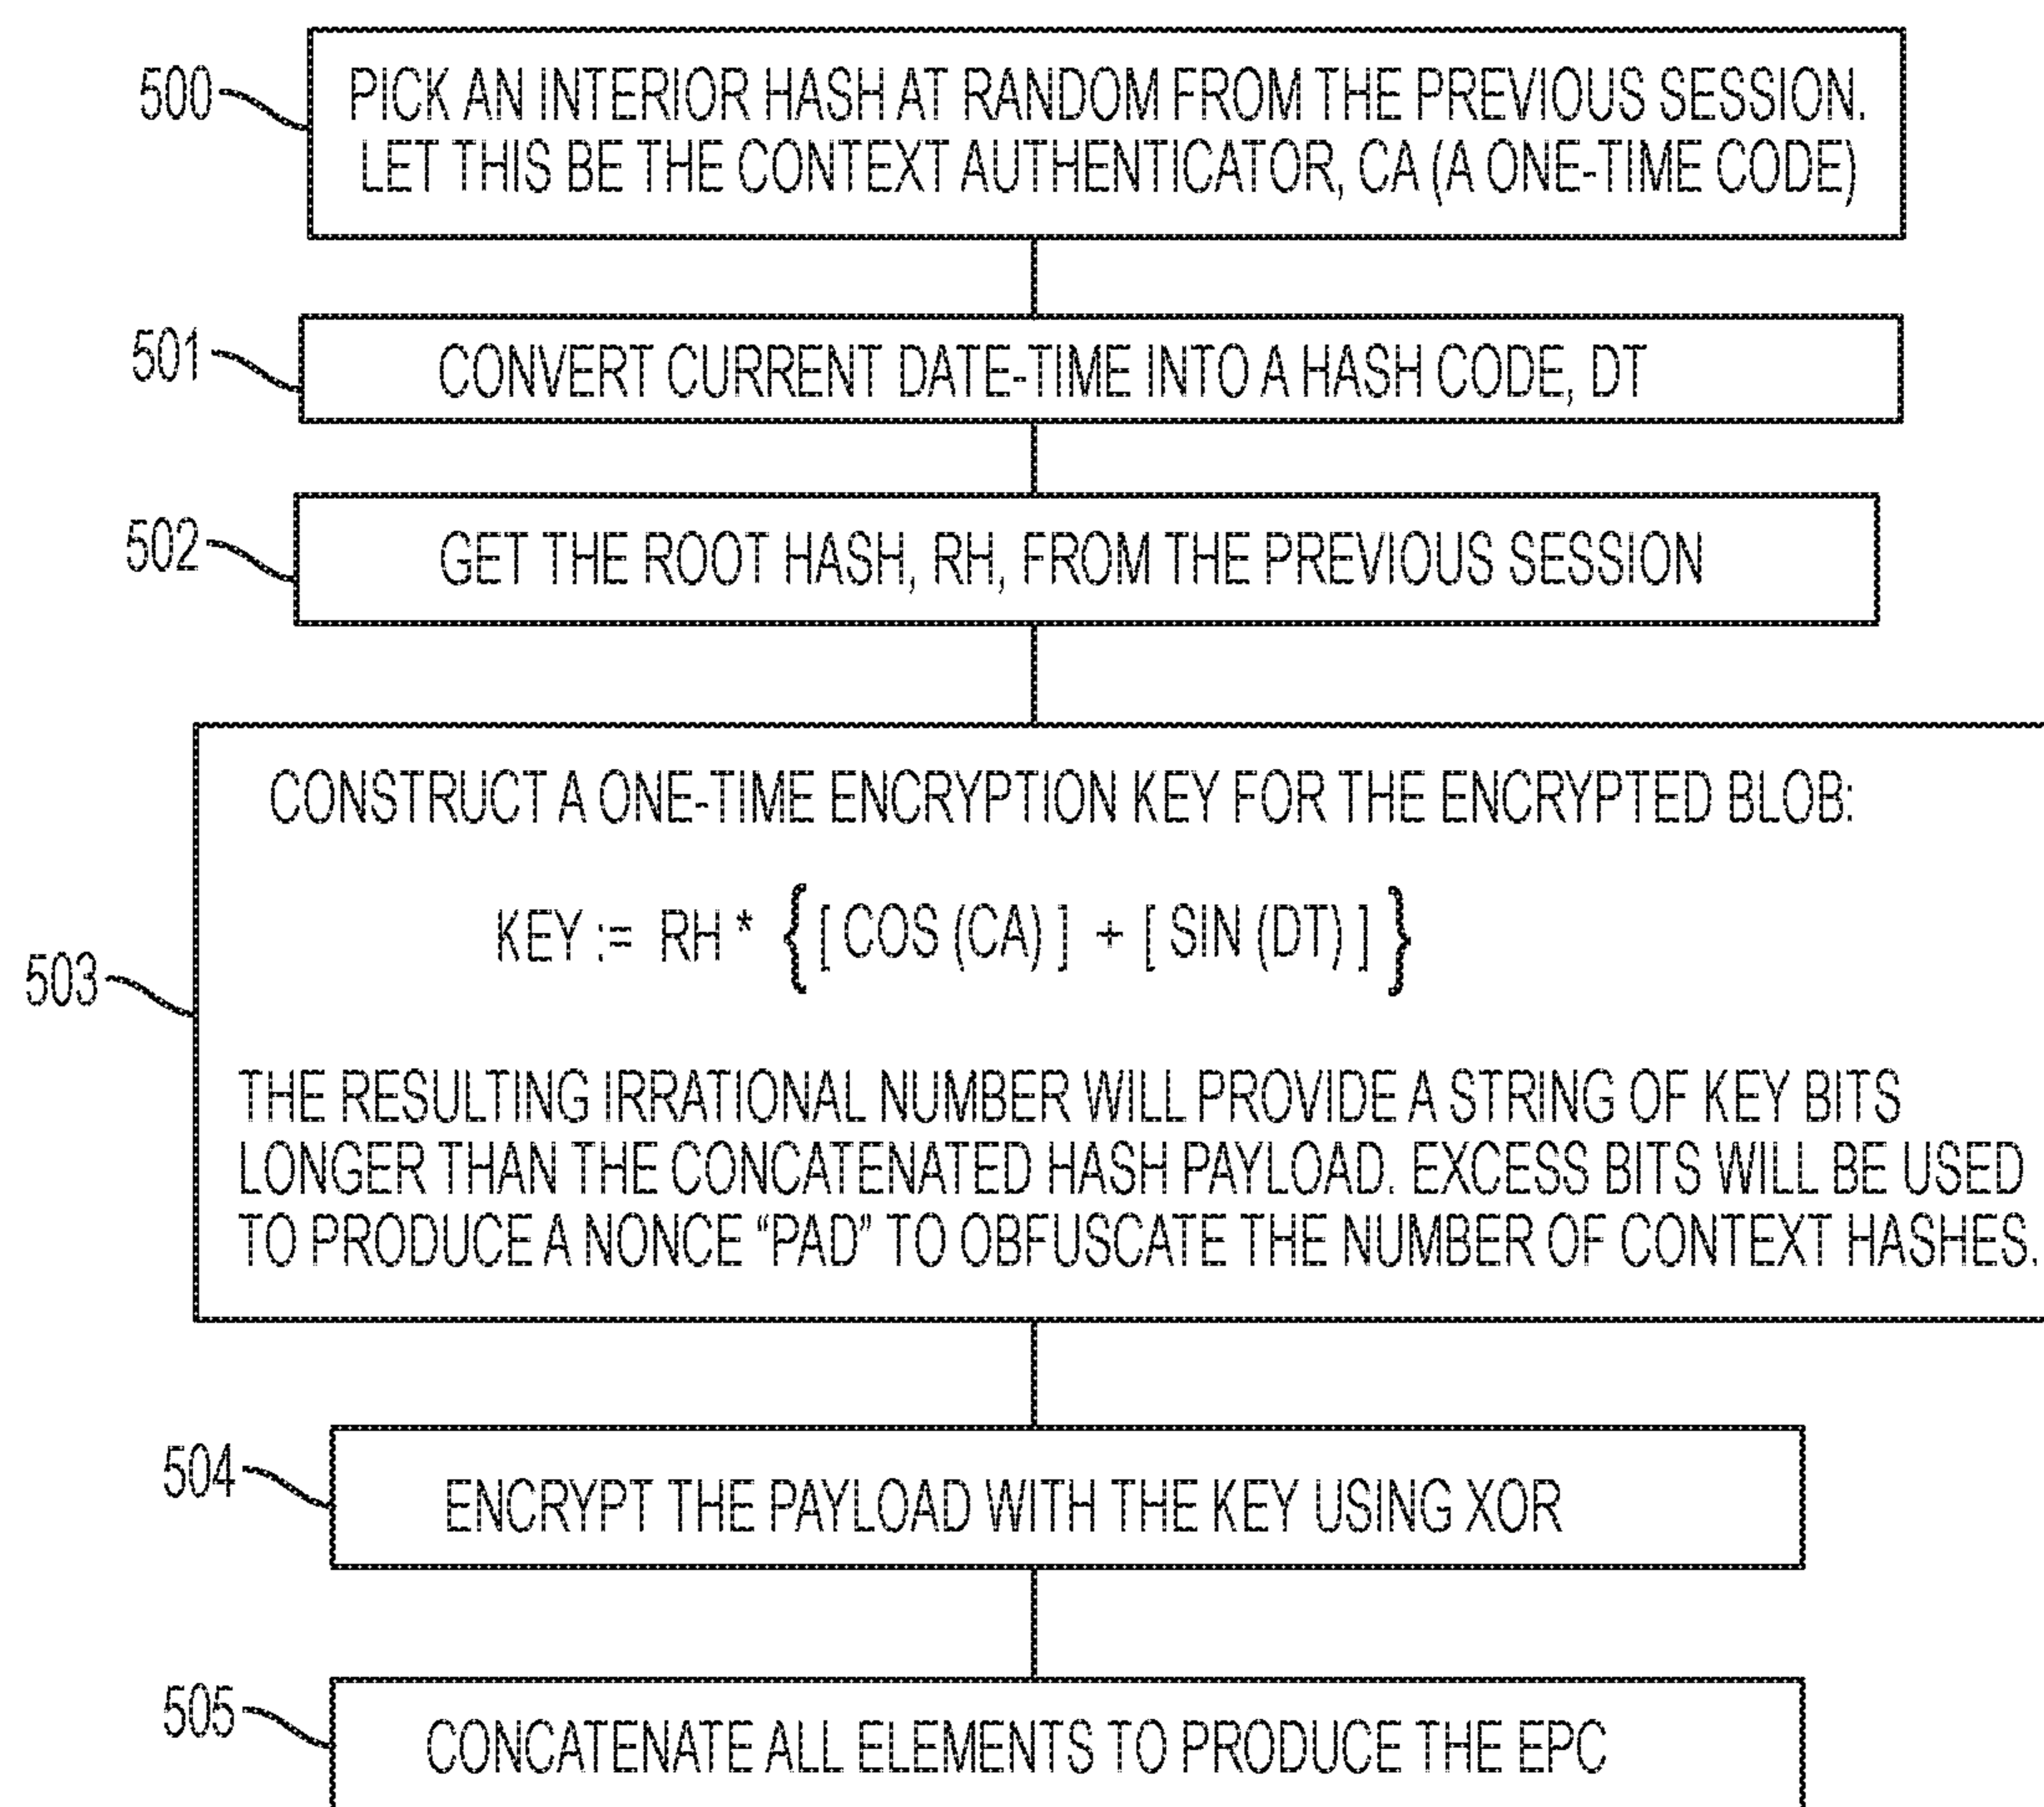 500
PICK AN INTERIOR HASH AT RANDOM FROM THE PREVIOUS SESSION.
LET THIS BE THE CONTEXT AUTHENTICATOR, CA (A ONE-TIME CODE)
501
CONVERT CURRENT DATE-TIME INTO A HASH CODE, DT
502
GET THE ROOT HASH, RH, FROM THE PREVIOUS SESSION
503
CONSTRUCT A ONE-TIME ENCRYPTION KEY FOR THE ENCRYPTED BLOB:
KEY := RH * { [ COS (CA) ] + [ SIN (DT) ] }
THE RESULTING IRRATIONAL NUMBER WILL PROVIDE A STRING OF KEY BITS
LONGER THAN THE CONCATENATED HASH PAYLOAD. EXCESS BITS WILL BE USED
TO PRODUCE A NONCE “PAD” TO OBFUSCATE THE NUMBER OF CONTEXT HASHES.
504
ENCRYPT THE PAYLOAD WITH THE KEY USING XOR
505
CONCATENATE ALL ELEMENTS TO PRODUCE THE EPC